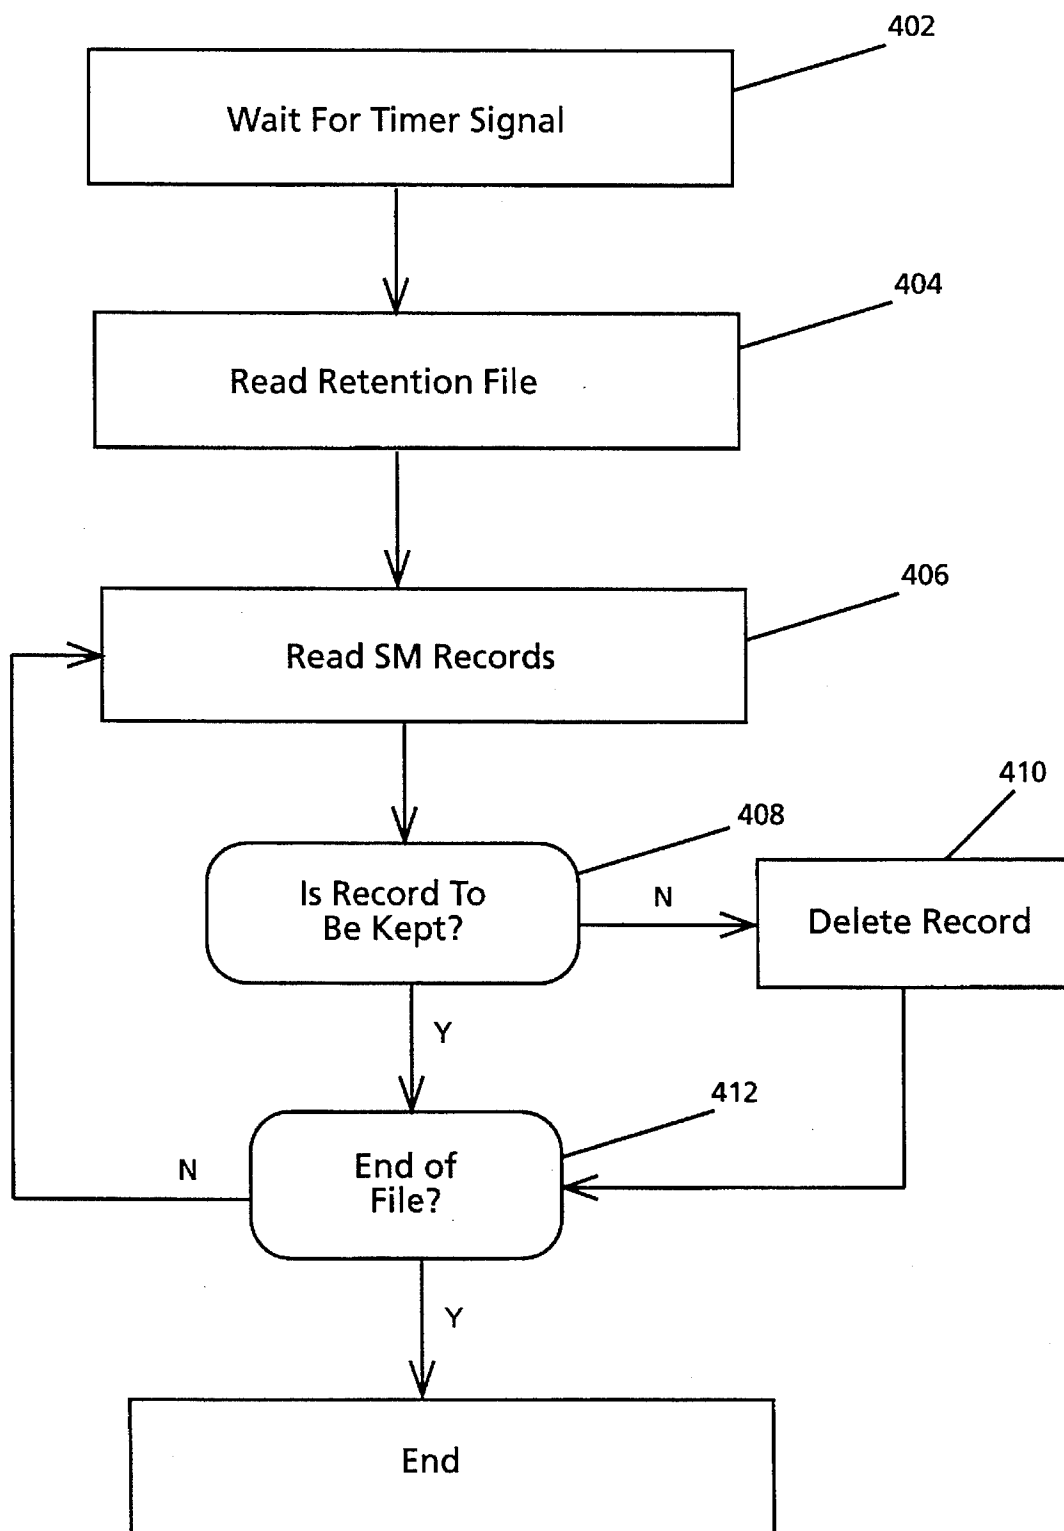 402
Wait For Timer Signal
404
Read Retention File
406
Read SM Records
410
408
Is Record To
Be Kept?
N
Delete Record
Y
412
End of
File?
N
Y
End